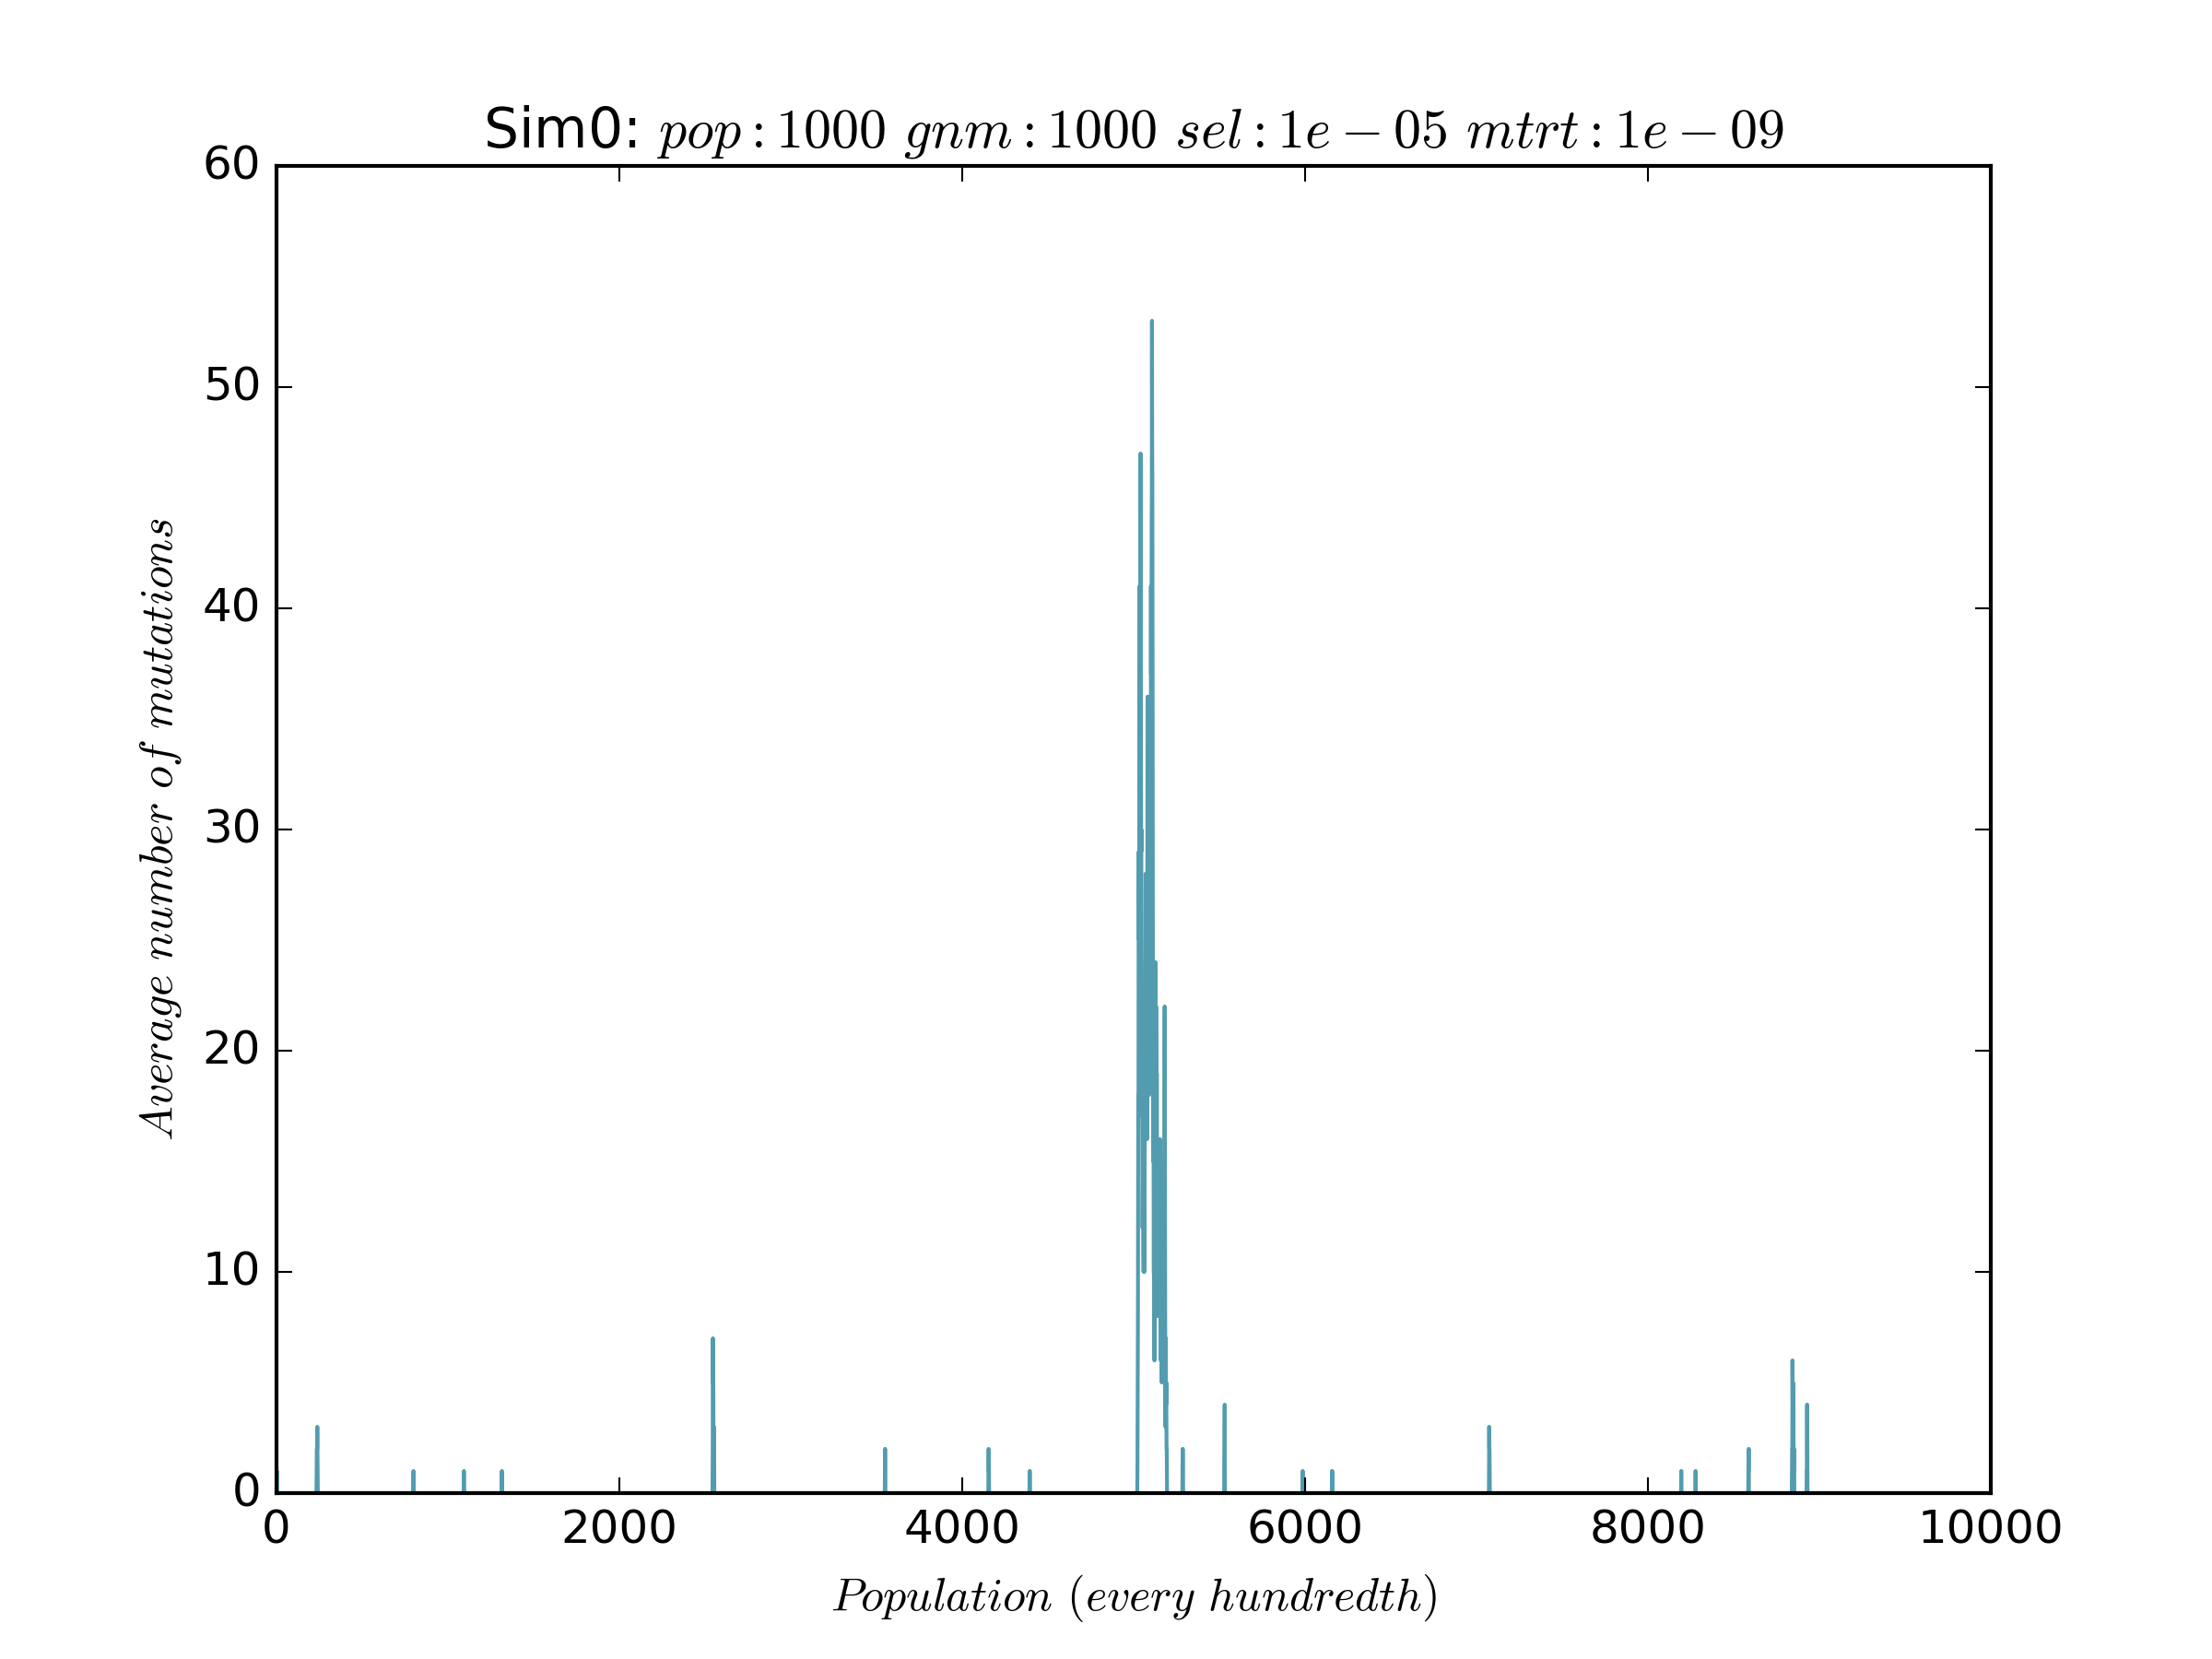 Sim0: pop : 1000 gnm : 1000 sel : 1e − 05 mtrt : 1e − 09
60
50
40
30
20
10
0
0 2000 4000 6000 8000 10000
Average number of mutations
Population (every hundredth)